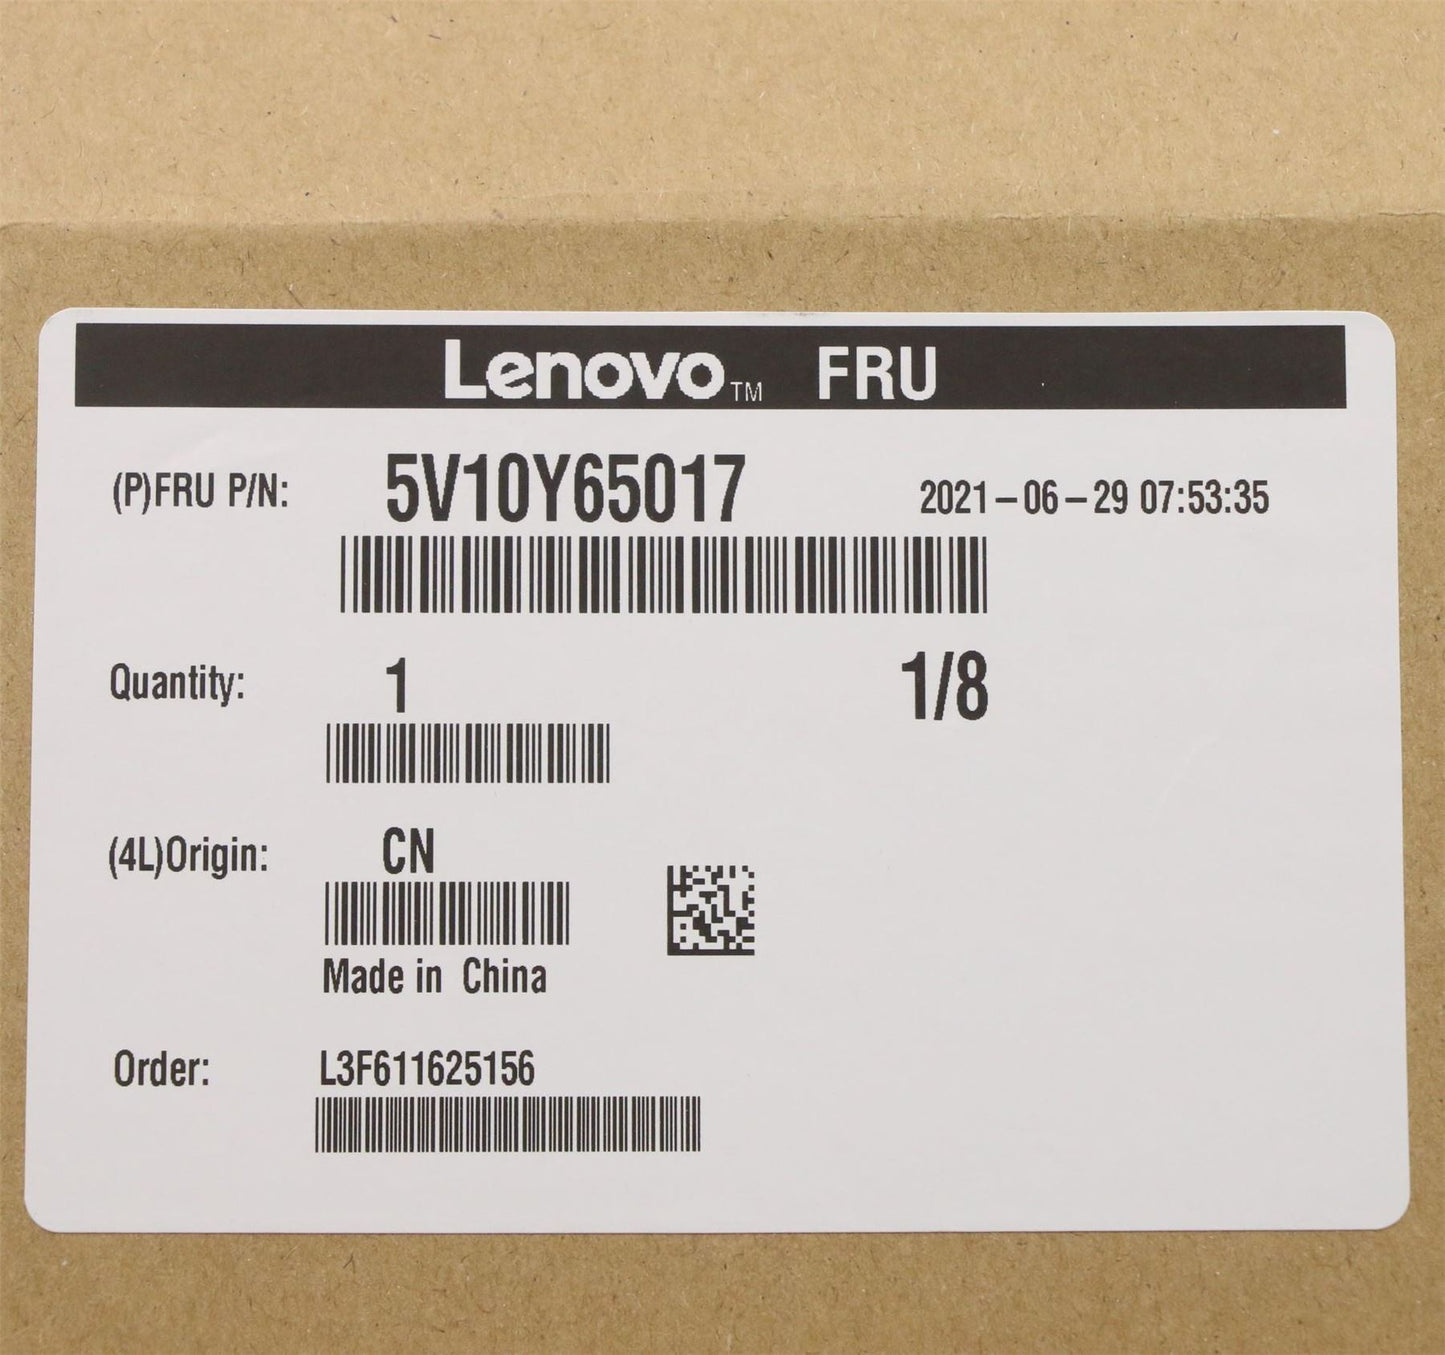 Lenovo™ FRU
(P)FRU P/N: 5V10Y65017 2021-06-29 07:53:35
Quantity: 1 1/8
(4L)Origin: CN
Made in China
Order: L3F611625156